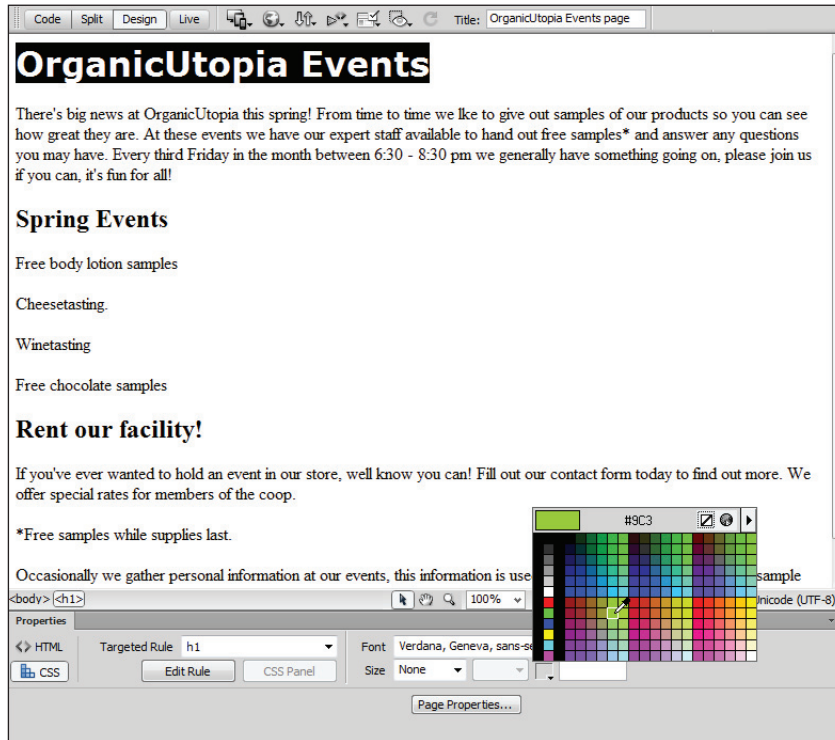 Code Split Design Live Title: OrganicUtopia Events page
OrganicUtopia Events
There's big news at OrganicUtopia this spring! From time to time we lke to give out samples of our products so you can see
how great they are. At these events we have our expert staff available to hand out free samples* and answer any questions
you may have. Every third Friday in the month between 6:30 - 8:30 pm we generally have something going on, please join us
if you can, it's fun for all!
Spring Events
Free body lotion samples
Cheesetasting.
Winetasting
Free chocolate samples
Rent our facility!
If you've ever wanted to hold an event in our store, well know you can! Fill out our contact form today to find out more. We
offer special rates for members of the coop.
#9C3
*Free samples while supplies last.
Occasionally we gather personal information at our events, this information is use sample
<body> <h1> 100% Unicode (UTF-8)
Properties
<> HTML Targeted Rule h1 Font Verdana, Geneva, sans-se
CSS Edit Rule CSS Panel Size None
Page Properties...